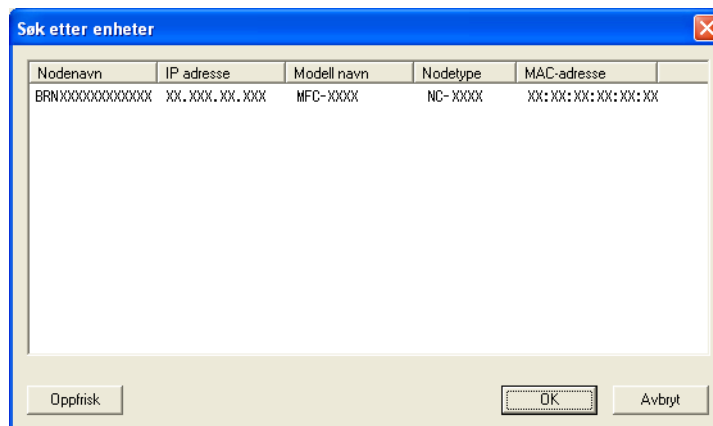 Søk etter enheter
Nodenavn IP adresse Modell navn Nodetype MAC-adresse
BRNXXXXXXXXXXXX XX.XXX.XX.XXX MFC-XXXX NC-XXXX XX:XX:XX:XX:XX:XX
Oppfrisk OK Avbryt